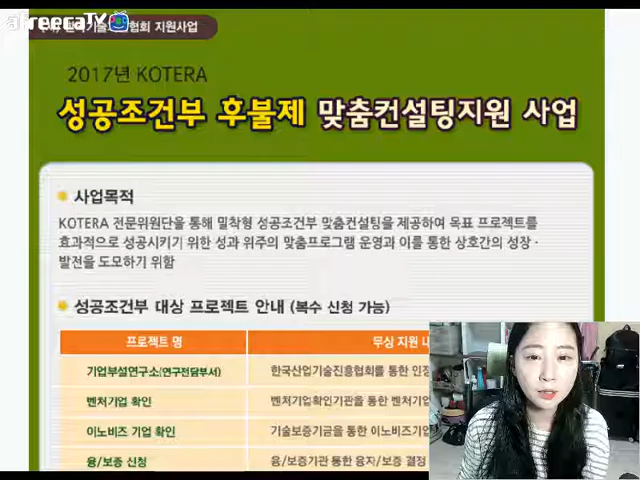 afreecaTV
협회 지원사업
2017년 KOTERA
성공조건부 후불제 맞춤컨설팅지원 사업
사업목적
KOTERA 전문위원단을 통해 밀착형 성공조건부 맞춤컨설팅을 제공하여 목표 프로젝트를
효과적으로 성공시키기 위한 성과 위주의 맞춤프로그램 운영과 이를 통한 상호간의 성장·
발전을 도모하기 위함
성공조건부 대상 프로젝트 안내 (복수 신청 가능)
프로젝트 명 무상 지원 내
기업부설연구소(연구전담부서) 한국산업기술진흥협회를 통한 인정
벤처기업 확인 벤처기업확인기관을 통한 벤처기업
이노비즈 기업 확인 기술보증기금을 통한 이노비즈기업
융/보증 신청 융/보증기관 통한 융자/보증 결정